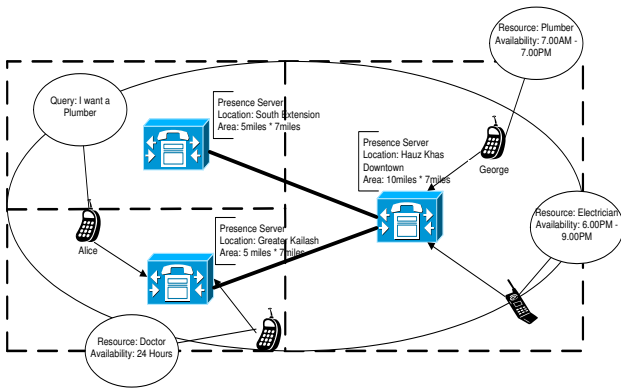 Resource: Plumber
Availability: 7.00AM -
7.00PM
Query: I want a
Plumber
Presence Server
Location: South Extension
Area: 5miles * 7miles
Presence Server
Location: Hauz Khas
Downtown
Area: 10miles * 7miles
George
Resource: Electrician
Availability: 6.00PM -
9.00PM
Alice
Presence Server
Location: Greater Kailash
Area: 5 miles * 7miles
Resource: Doctor
Availability: 24 Hours